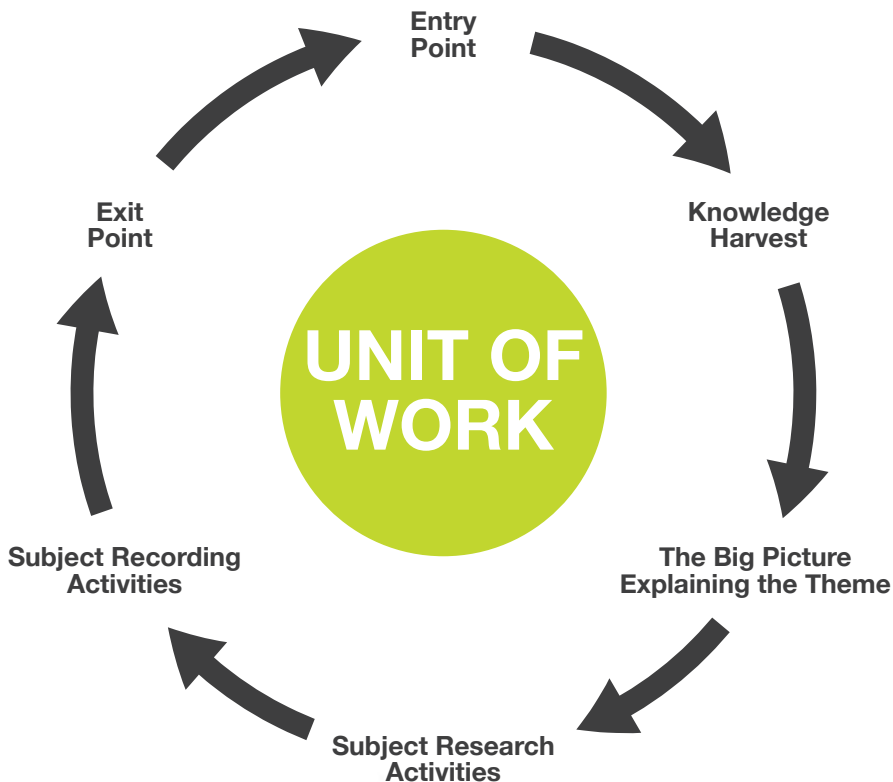 Entry
Point
Knowledge
Harvest
The Big Picture
Explaining the Theme
Subject Research
Activities
Subject Recording
Activities
Exit
Point
UNIT OF
WORK